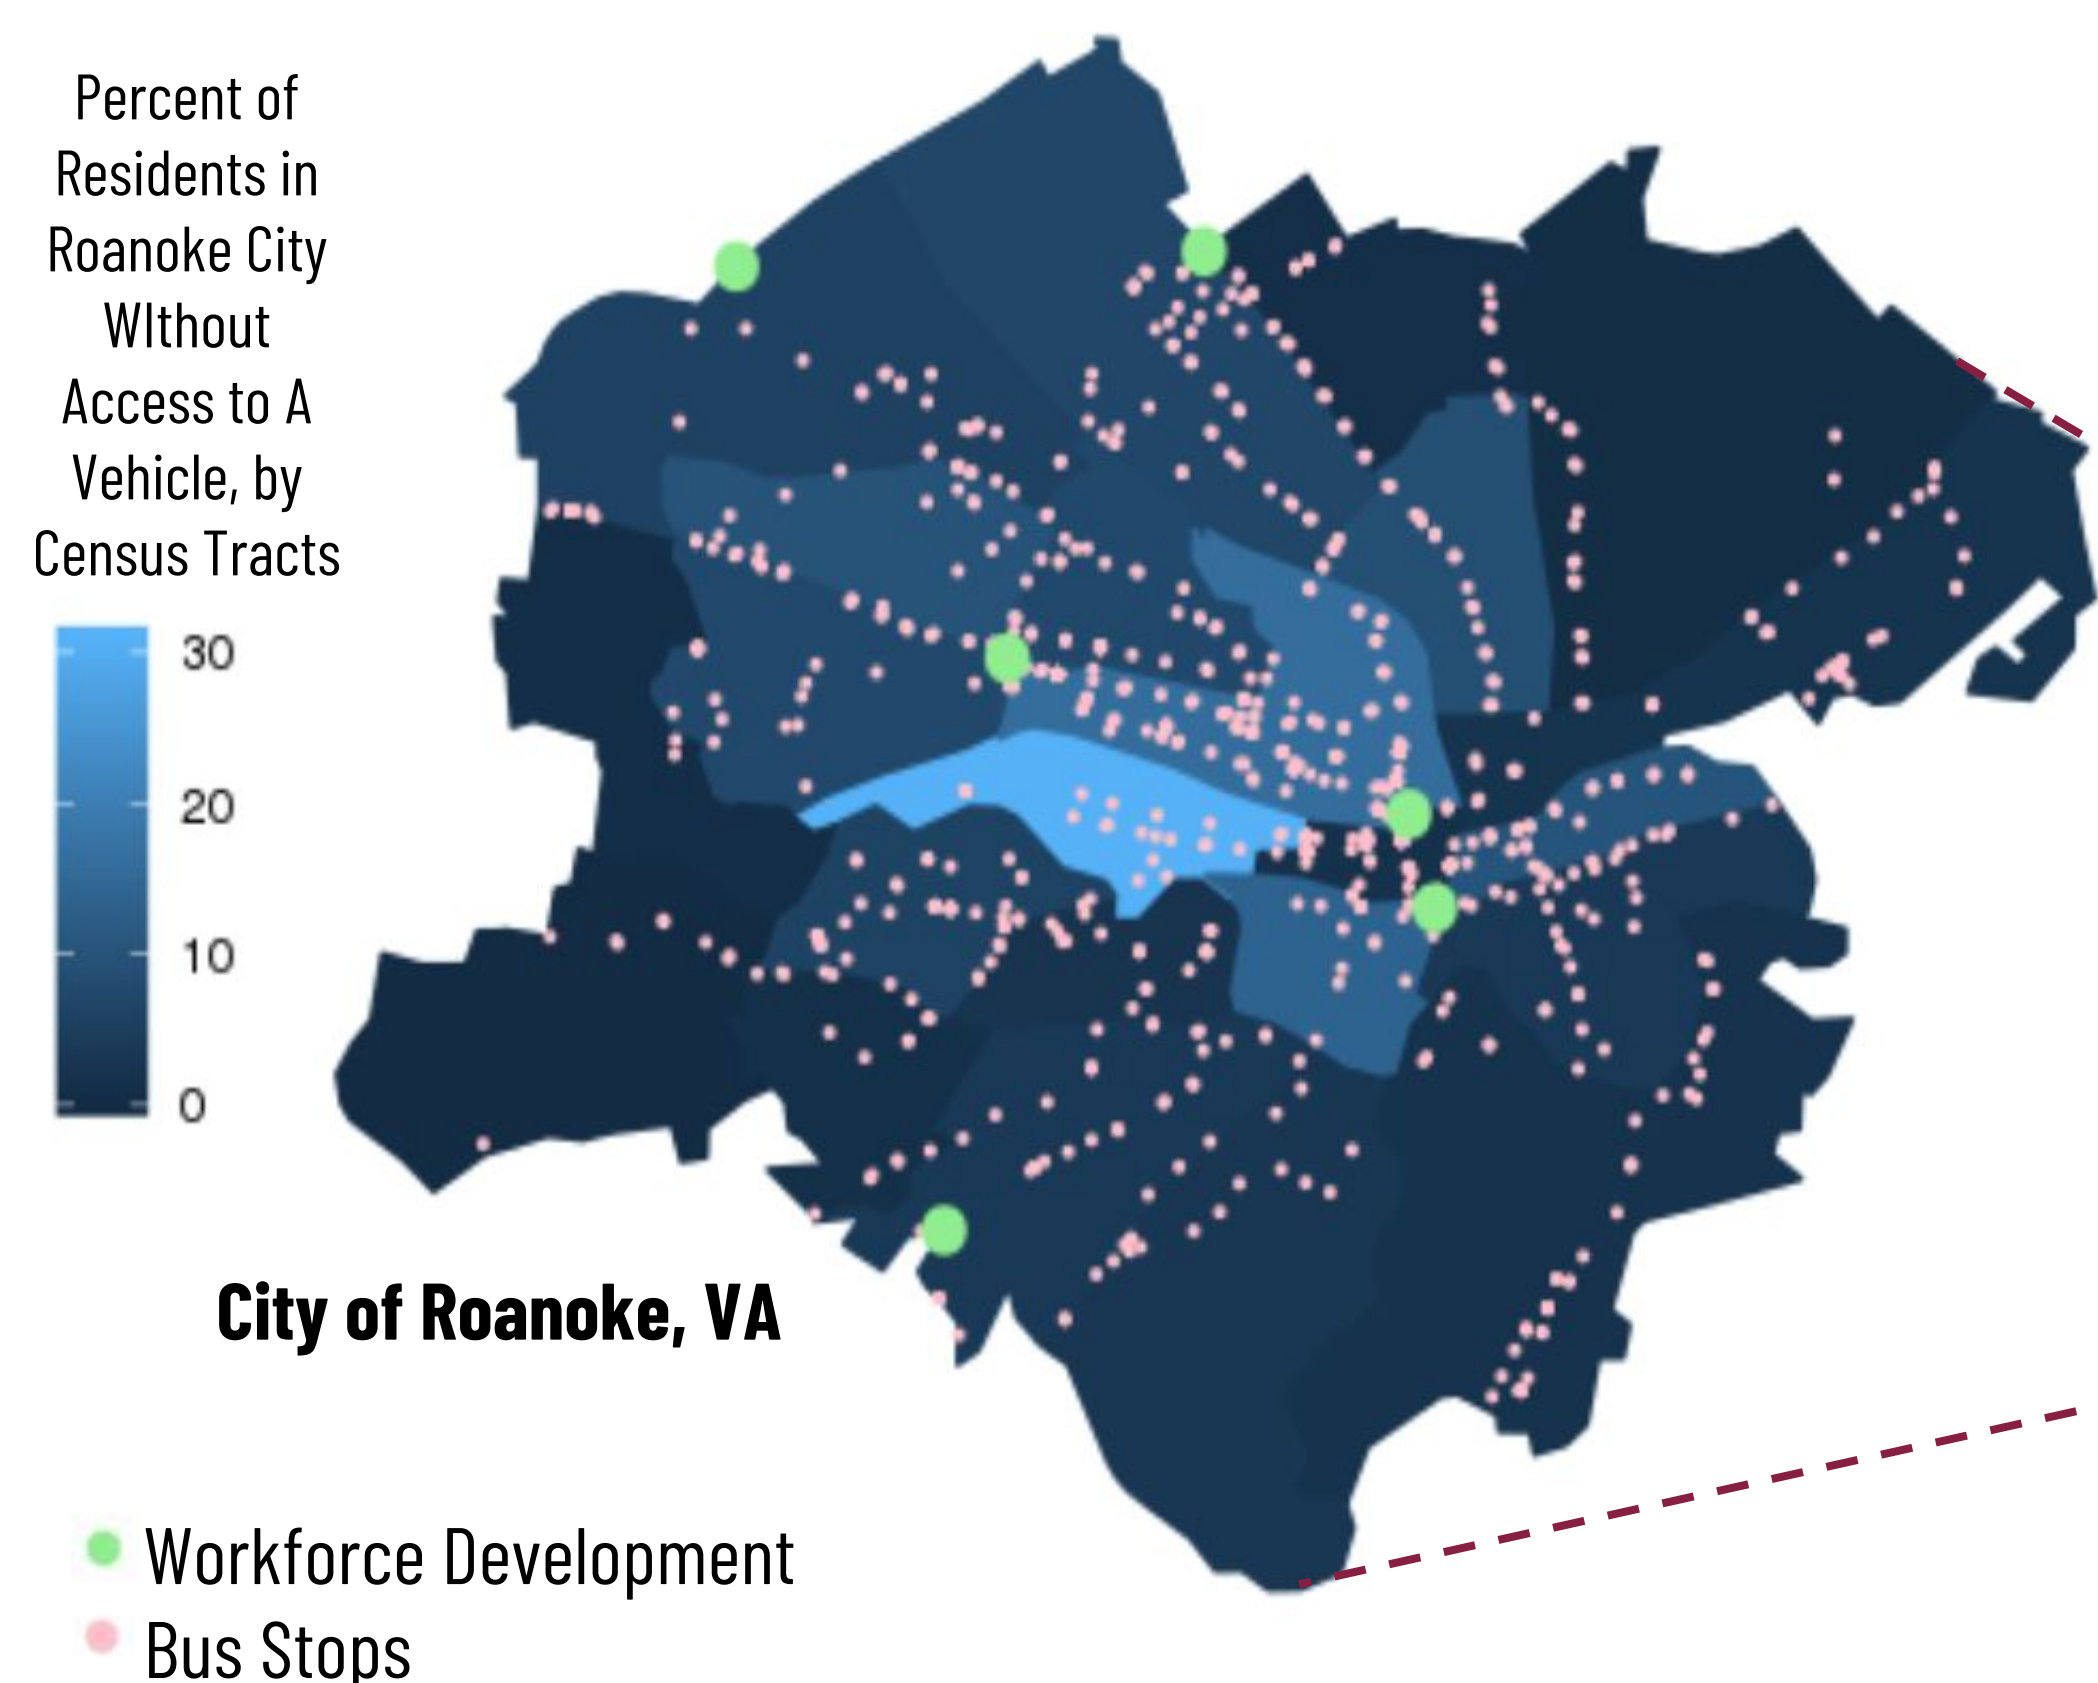 Percent of
Residents in
Roanoke City
WIthout
Access to A
Vehicle, by
Census Tracts
30
20
10
0
City of Roanoke, VA
Workforce Development
Bus Stops